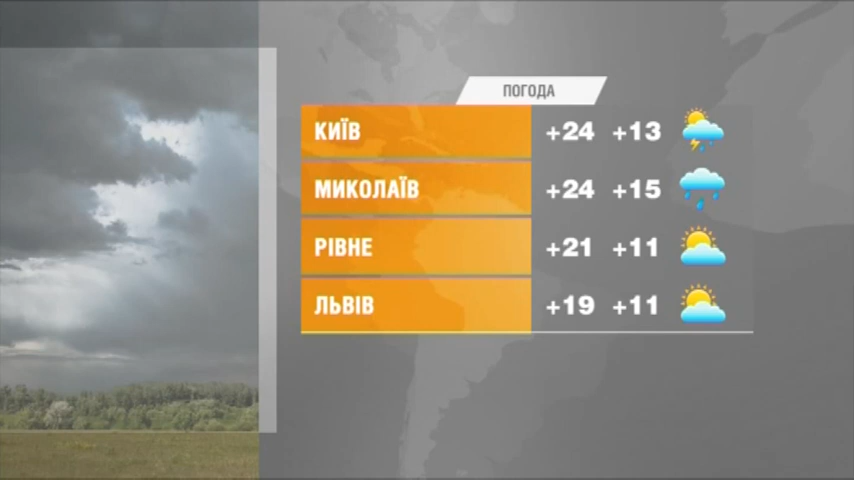 ПОГОДА
КИЇВ +24 +13
МИКОЛАЇВ +24 +15
РІВНЕ +21 +11
ЛЬВІВ +19 +11